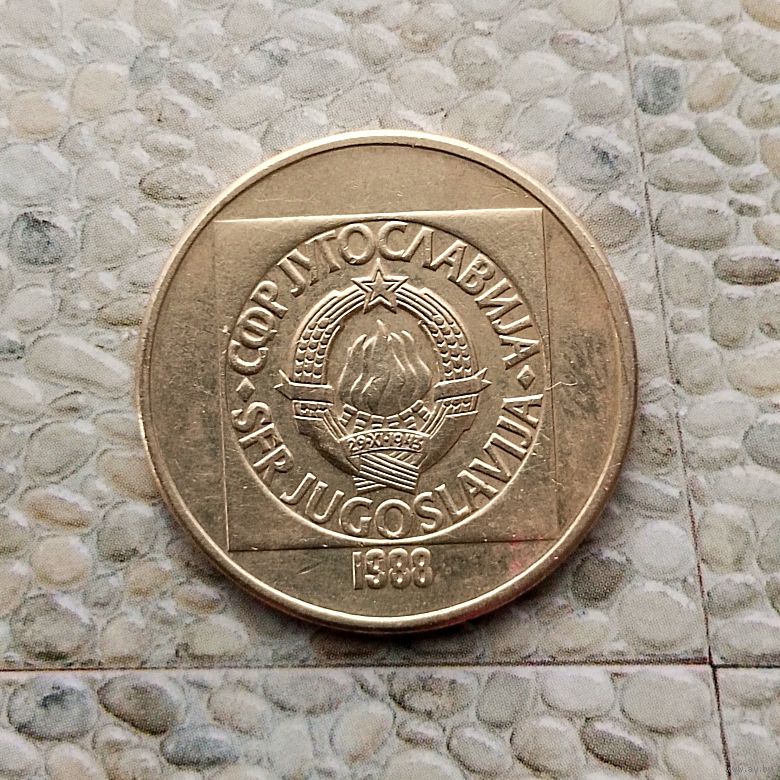 СФР ЈУГОСЛАВИЈА
29·XI·1943
SFR JUGOSLAVIJA
1988